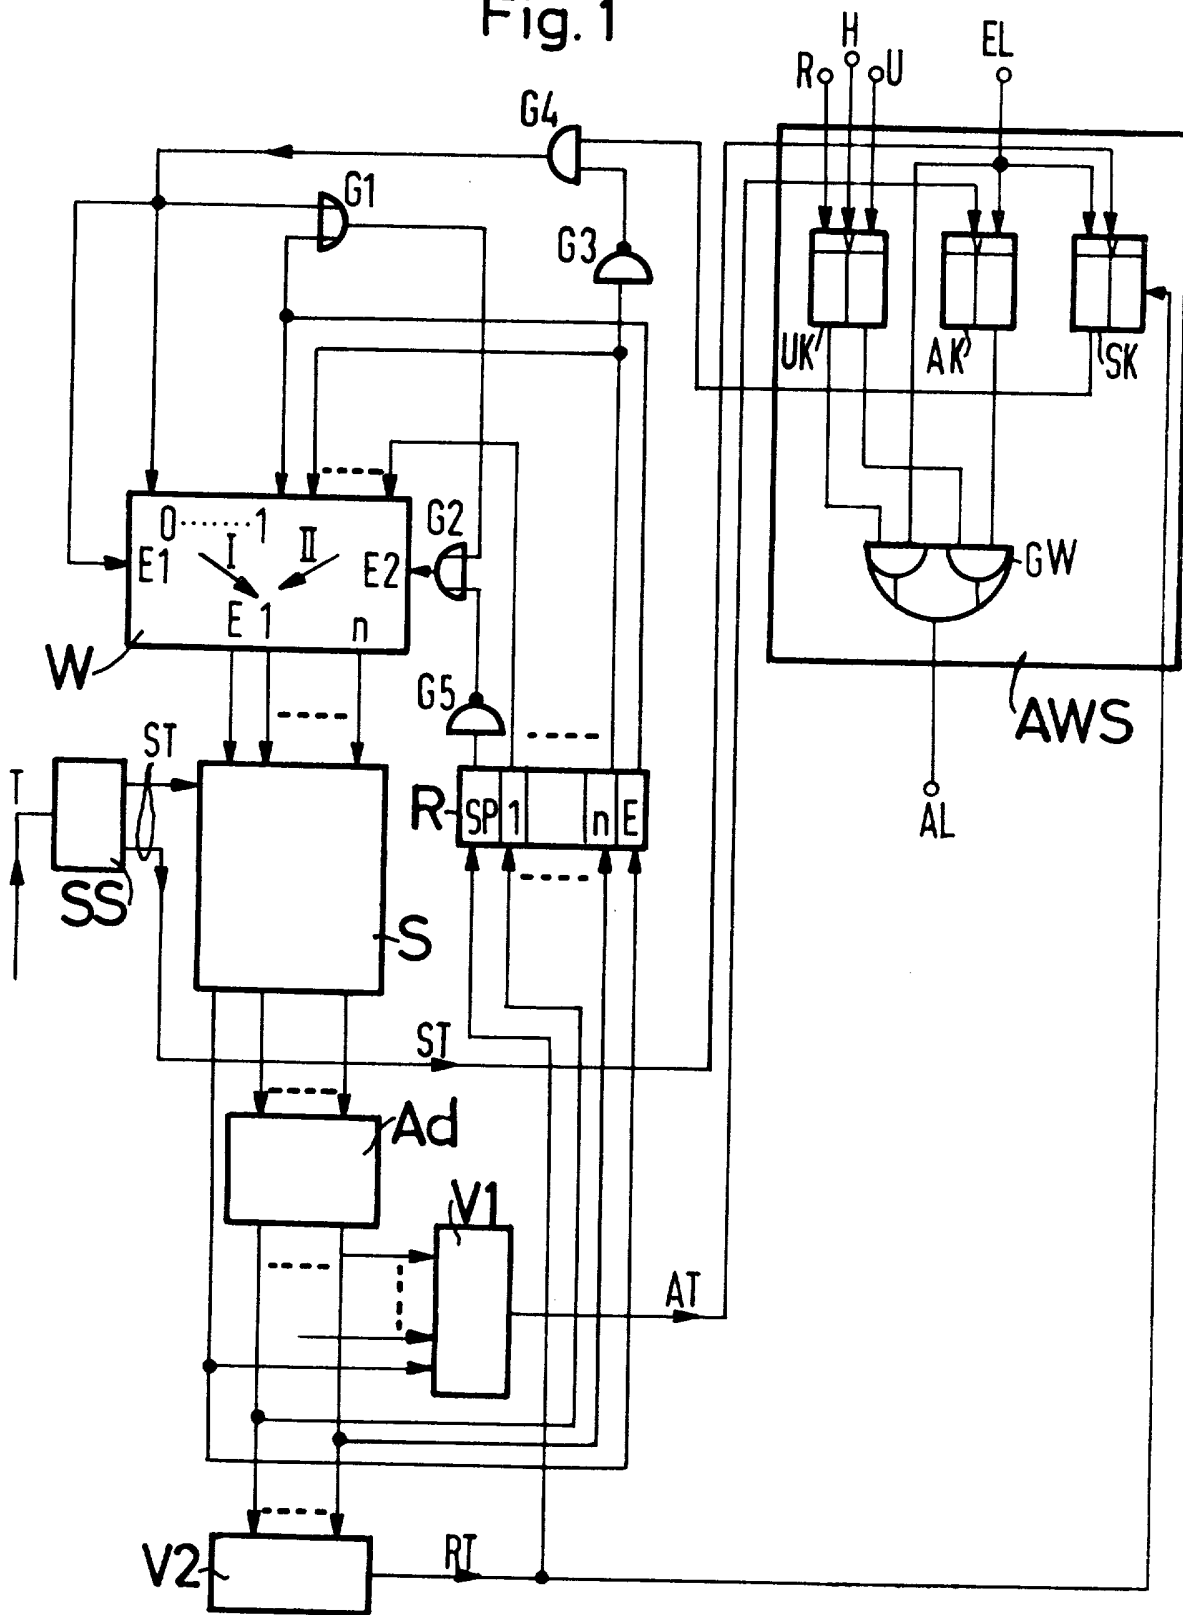 Fig. 1
H
EL
R
U
G4
G1
G3
UK
AK
SK
0.......1
G2
I
II
E1
E2
GW
E 1
n
W
G5
AWS
ST
T
R
SP
1
n
E
AL
SS
S
ST
Ad
V1
AT
RT
V2